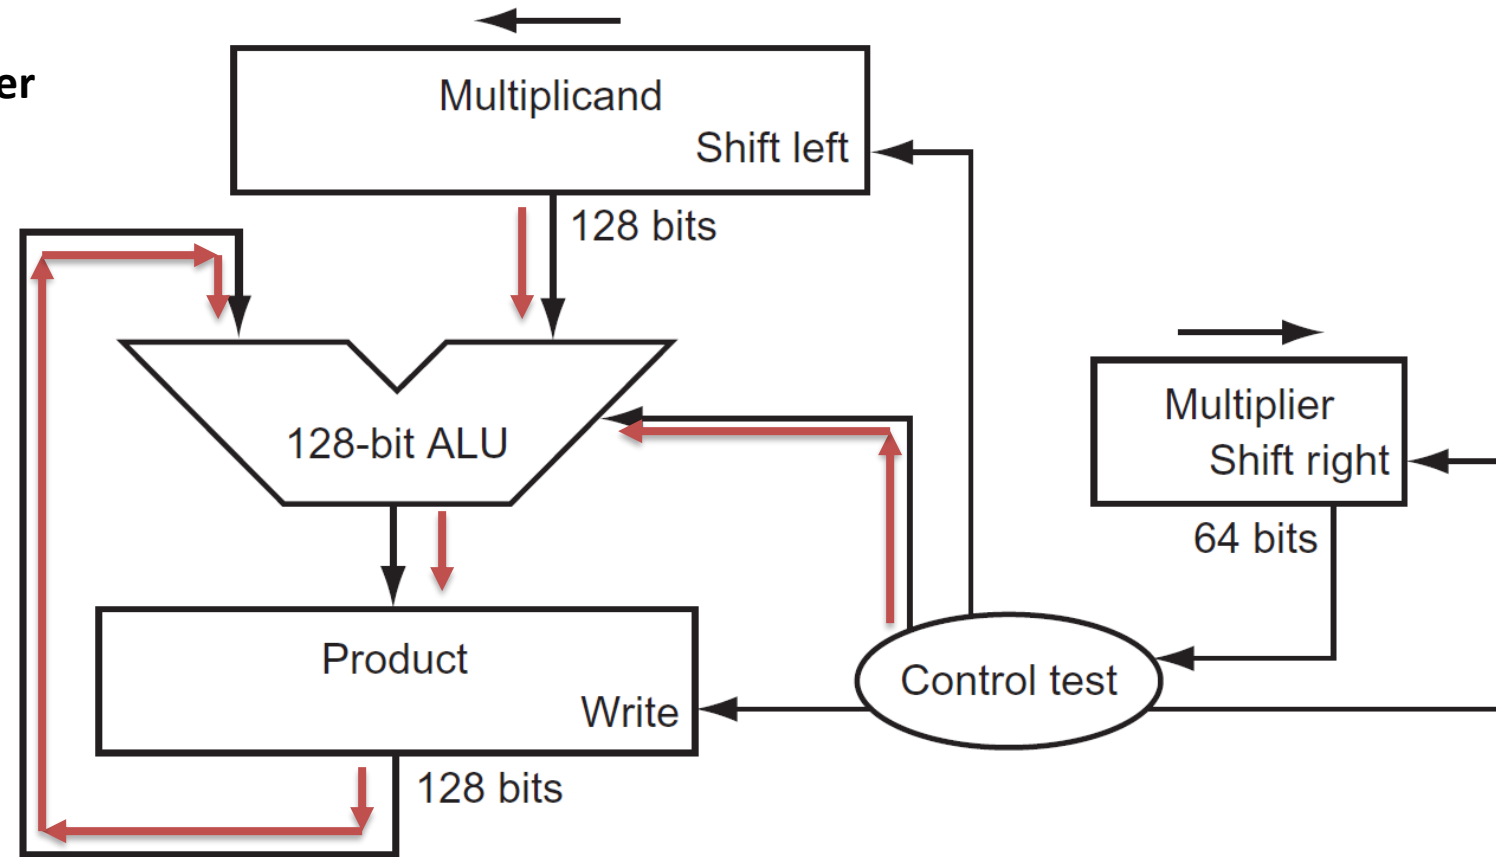 er
Multiplicand
Shift left
128 bits
128-bit ALU
Multiplier
Shift right
64 bits
Product
Write
Control test
128 bits